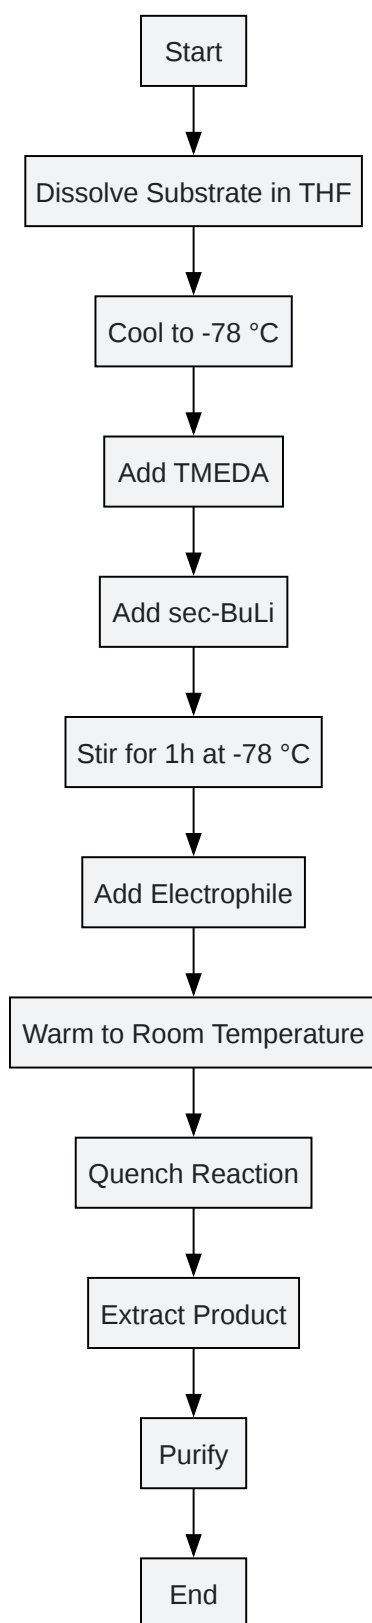 Start
Dissolve Substrate in THF
Cool to -78 °C
Add TMEDA
Add sec-BuLi
Stir for 1h at -78 °C
Add Electrophile
Warm to Room Temperature
Quench Reaction
Extract Product
Purify
End